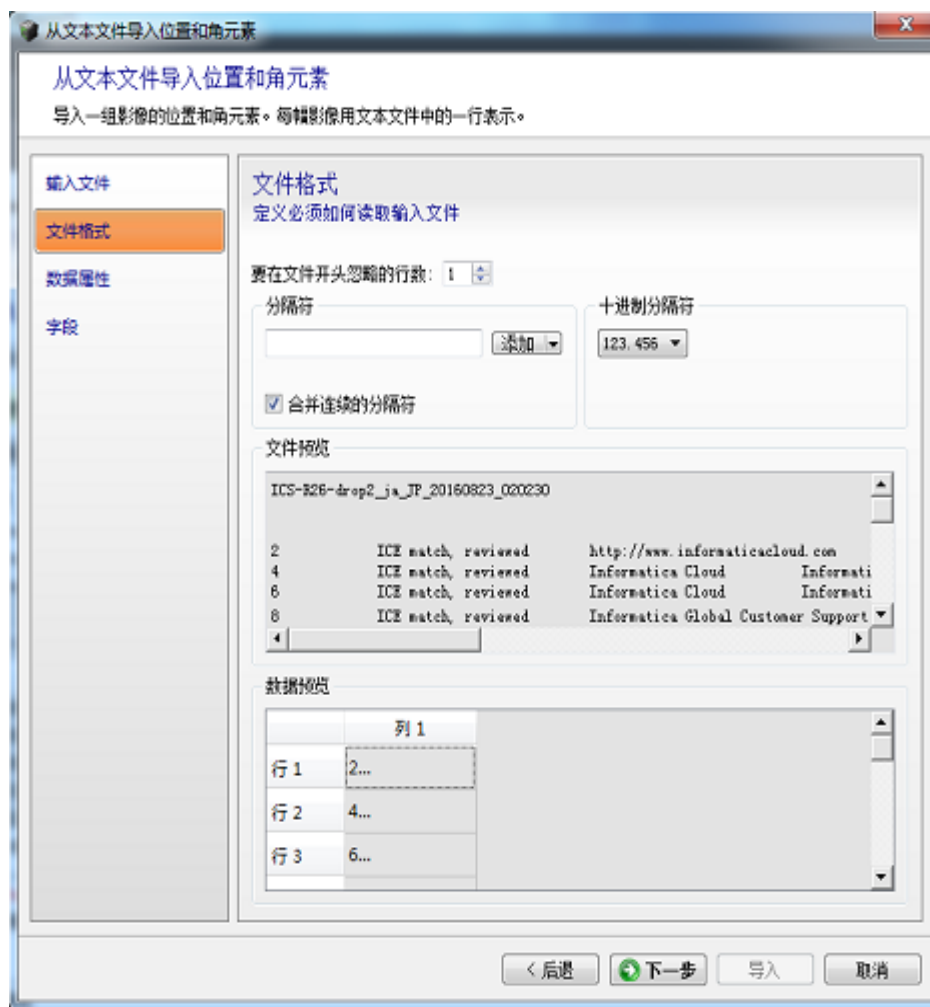 从文本文件导入位置和角元素
从文本文件导入位置和角元素
导入一组影像的位置和角元素。每幅影像用文本文件中的一行表示。
输入文件
文件格式
数据属性
字段
文件格式
定义必须如何读取输入文件
要在文件开头忽略的行数: 1
分隔符
添加
合并连续的分隔符
十进制分隔符
123.456
文件预览
ICS-R26-drop2_ja_JP_20160823_020230
2 ICE match, reviewed http://www.informaticacloud.com
4 ICE match, reviewed Informatica Cloud Informati
6 ICE match, reviewed Informatica Cloud Informati
8 ICE match, reviewed Informatica Global Customer Support
数据预览
列 1
行 1 2...
行 2 4...
行 3 6...
< 后退 下一步 导入 取消